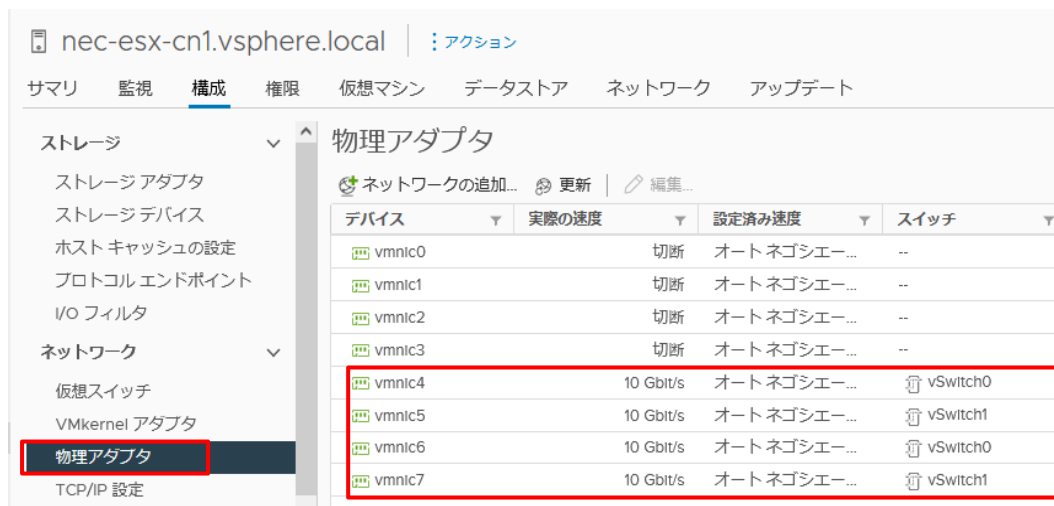 nec-esx-cn1.vsphere.local アクション
サマリ 監視 構成 権限 仮想マシン データストア ネットワーク アップデート
ストレージ
ストレージ アダプタ
ストレージ デバイス
ホスト キャッシュの設定
プロトコル エンドポイント
I/O フィルタ
ネットワーク
仮想スイッチ
VMkernel アダプタ
物理アダプタ
TCP/IP 設定
物理アダプタ
ネットワークの追加... 更新 編集...
デバイス 実際の速度 設定済み速度 スイッチ
vmnic0 切断 オート ネゴシエー... --
vmnic1 切断 オート ネゴシエー... --
vmnic2 切断 オート ネゴシエー... --
vmnic3 切断 オート ネゴシエー... --
vmnic4 10 Gbit/s オート ネゴシエー... vSwitch0
vmnic5 10 Gbit/s オート ネゴシエー... vSwitch1
vmnic6 10 Gbit/s オート ネゴシエー... vSwitch0
vmnic7 10 Gbit/s オート ネゴシエー... vSwitch1